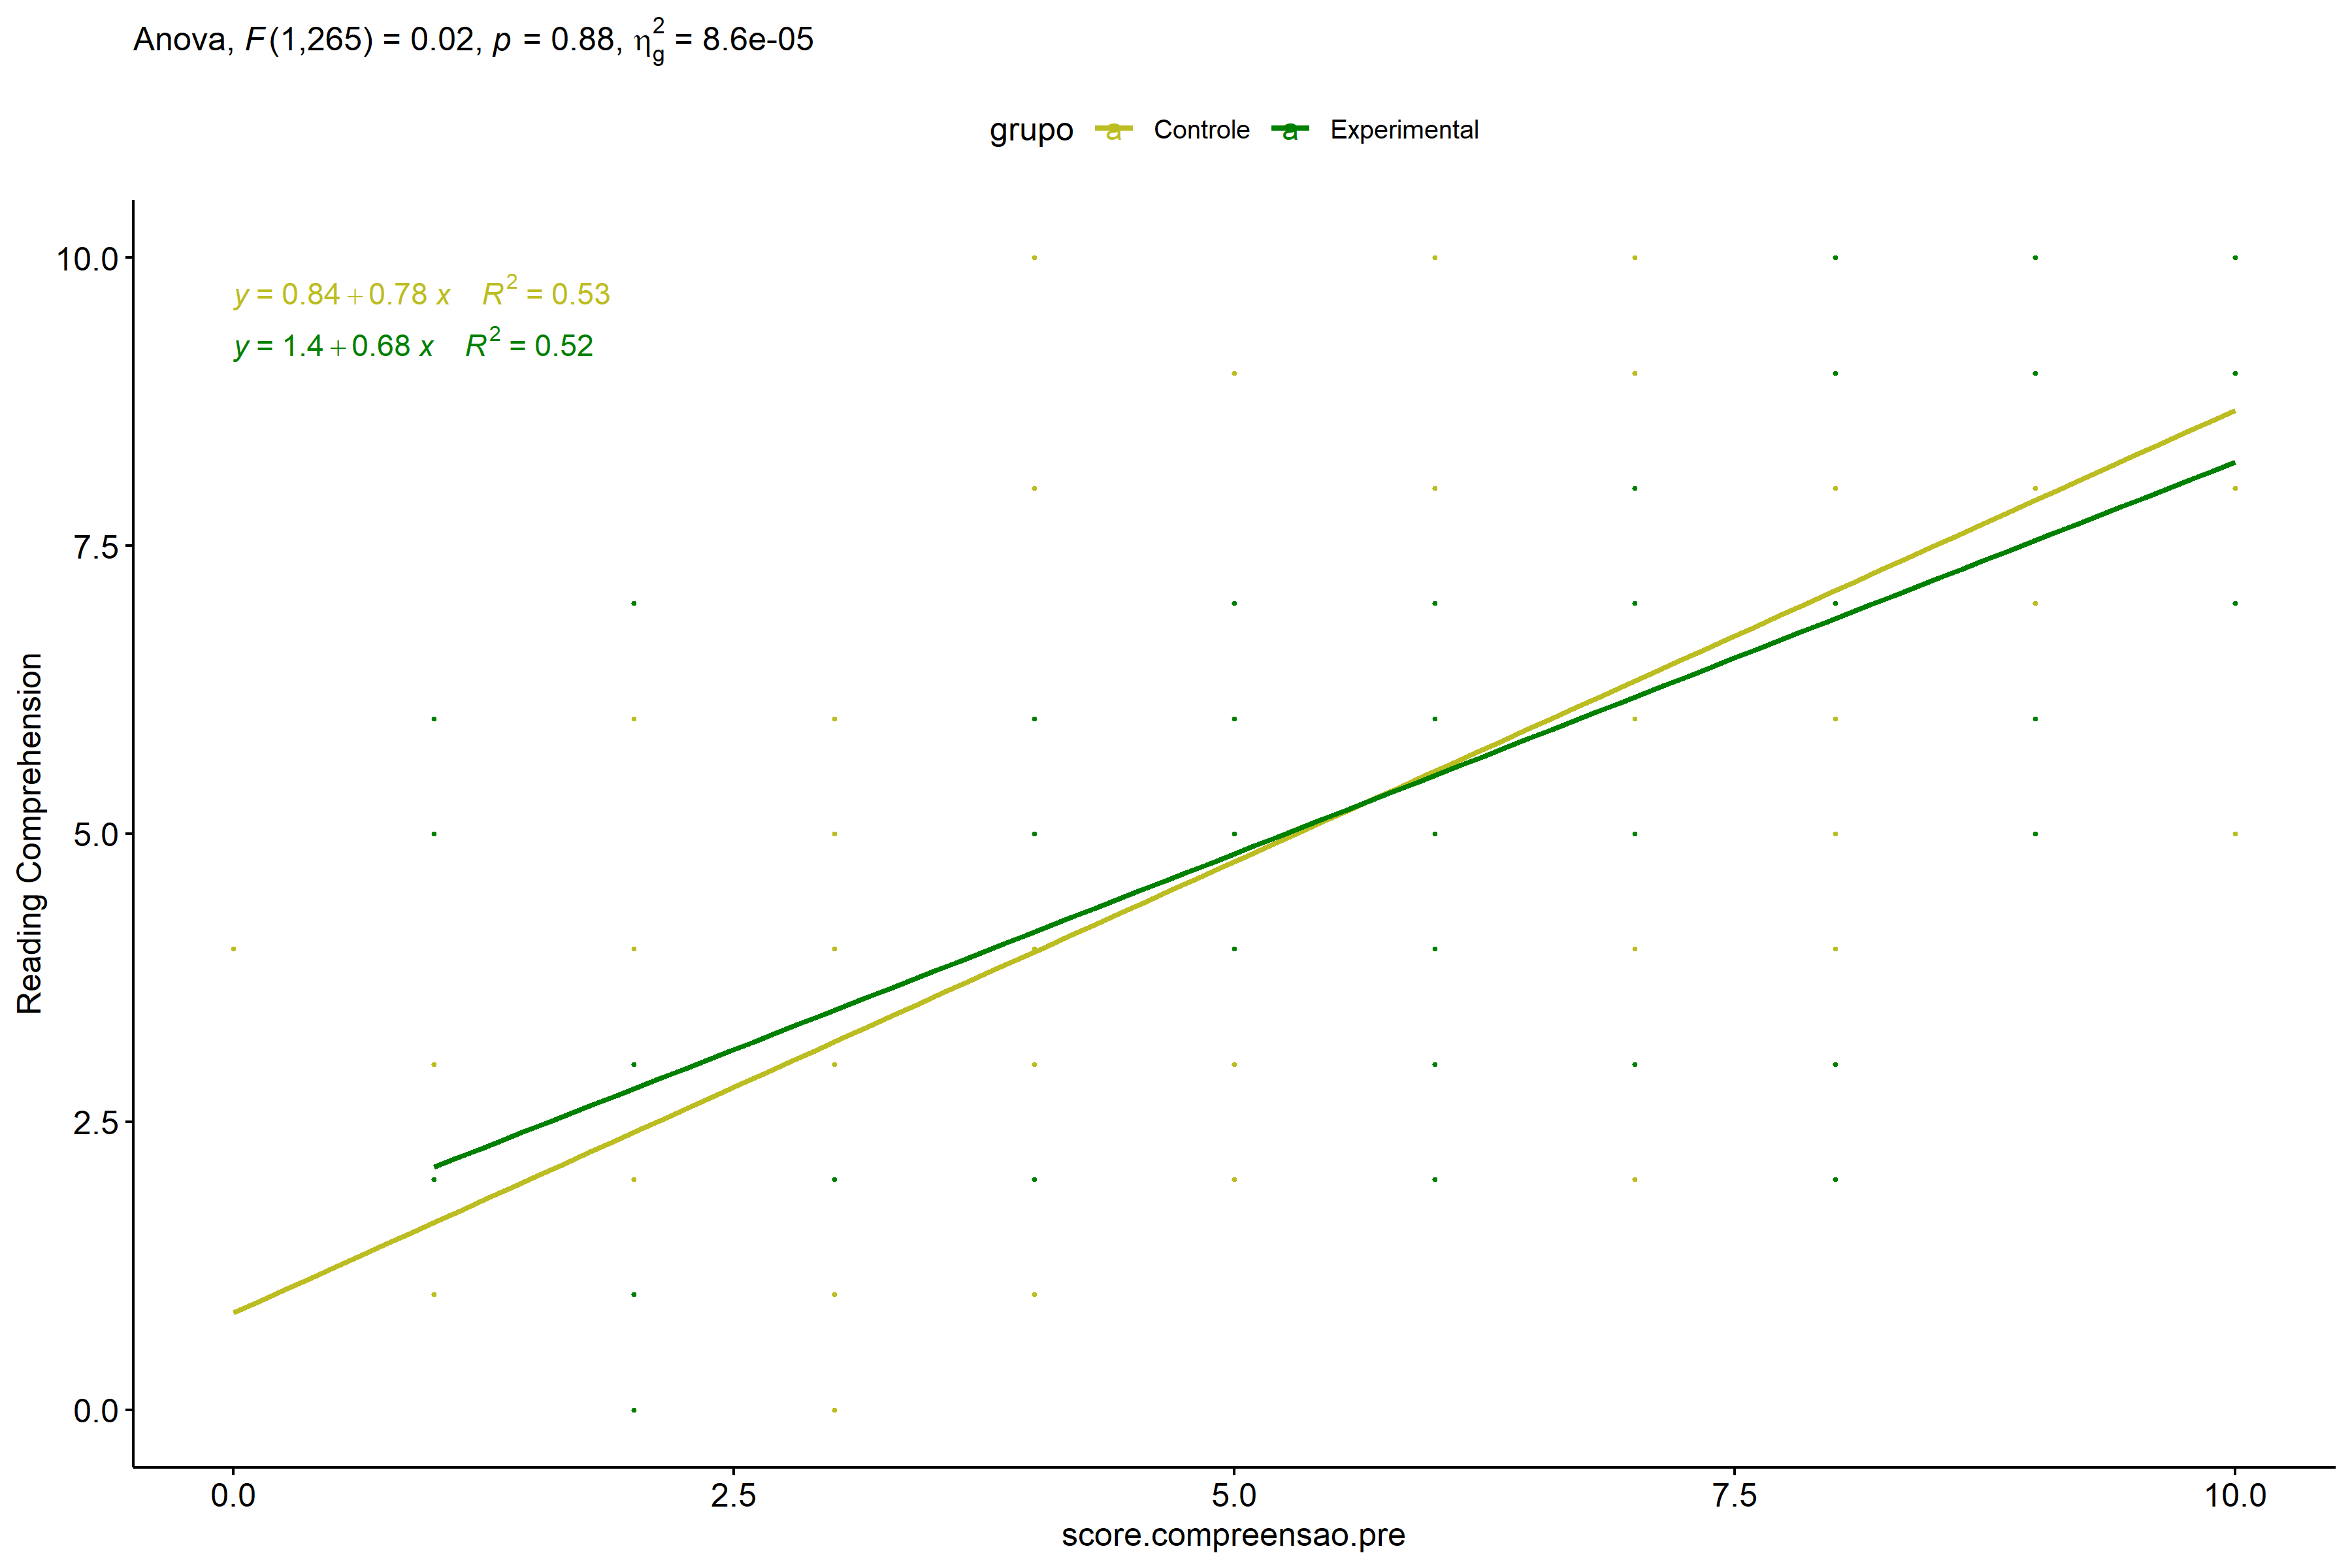 Anova, F(1,265) = 0.02, p = 0.88, η²g = 8.6e-05
grupo a Controle a Experimental
10.0
y = 0.84 + 0.78 x R² = 0.53
y = 1.4 + 0.68 x R² = 0.52
7.5
5.0
2.5
0.0
Reading Comprehension
0.0 2.5 5.0 7.5 10.0
score.compreensao.pre